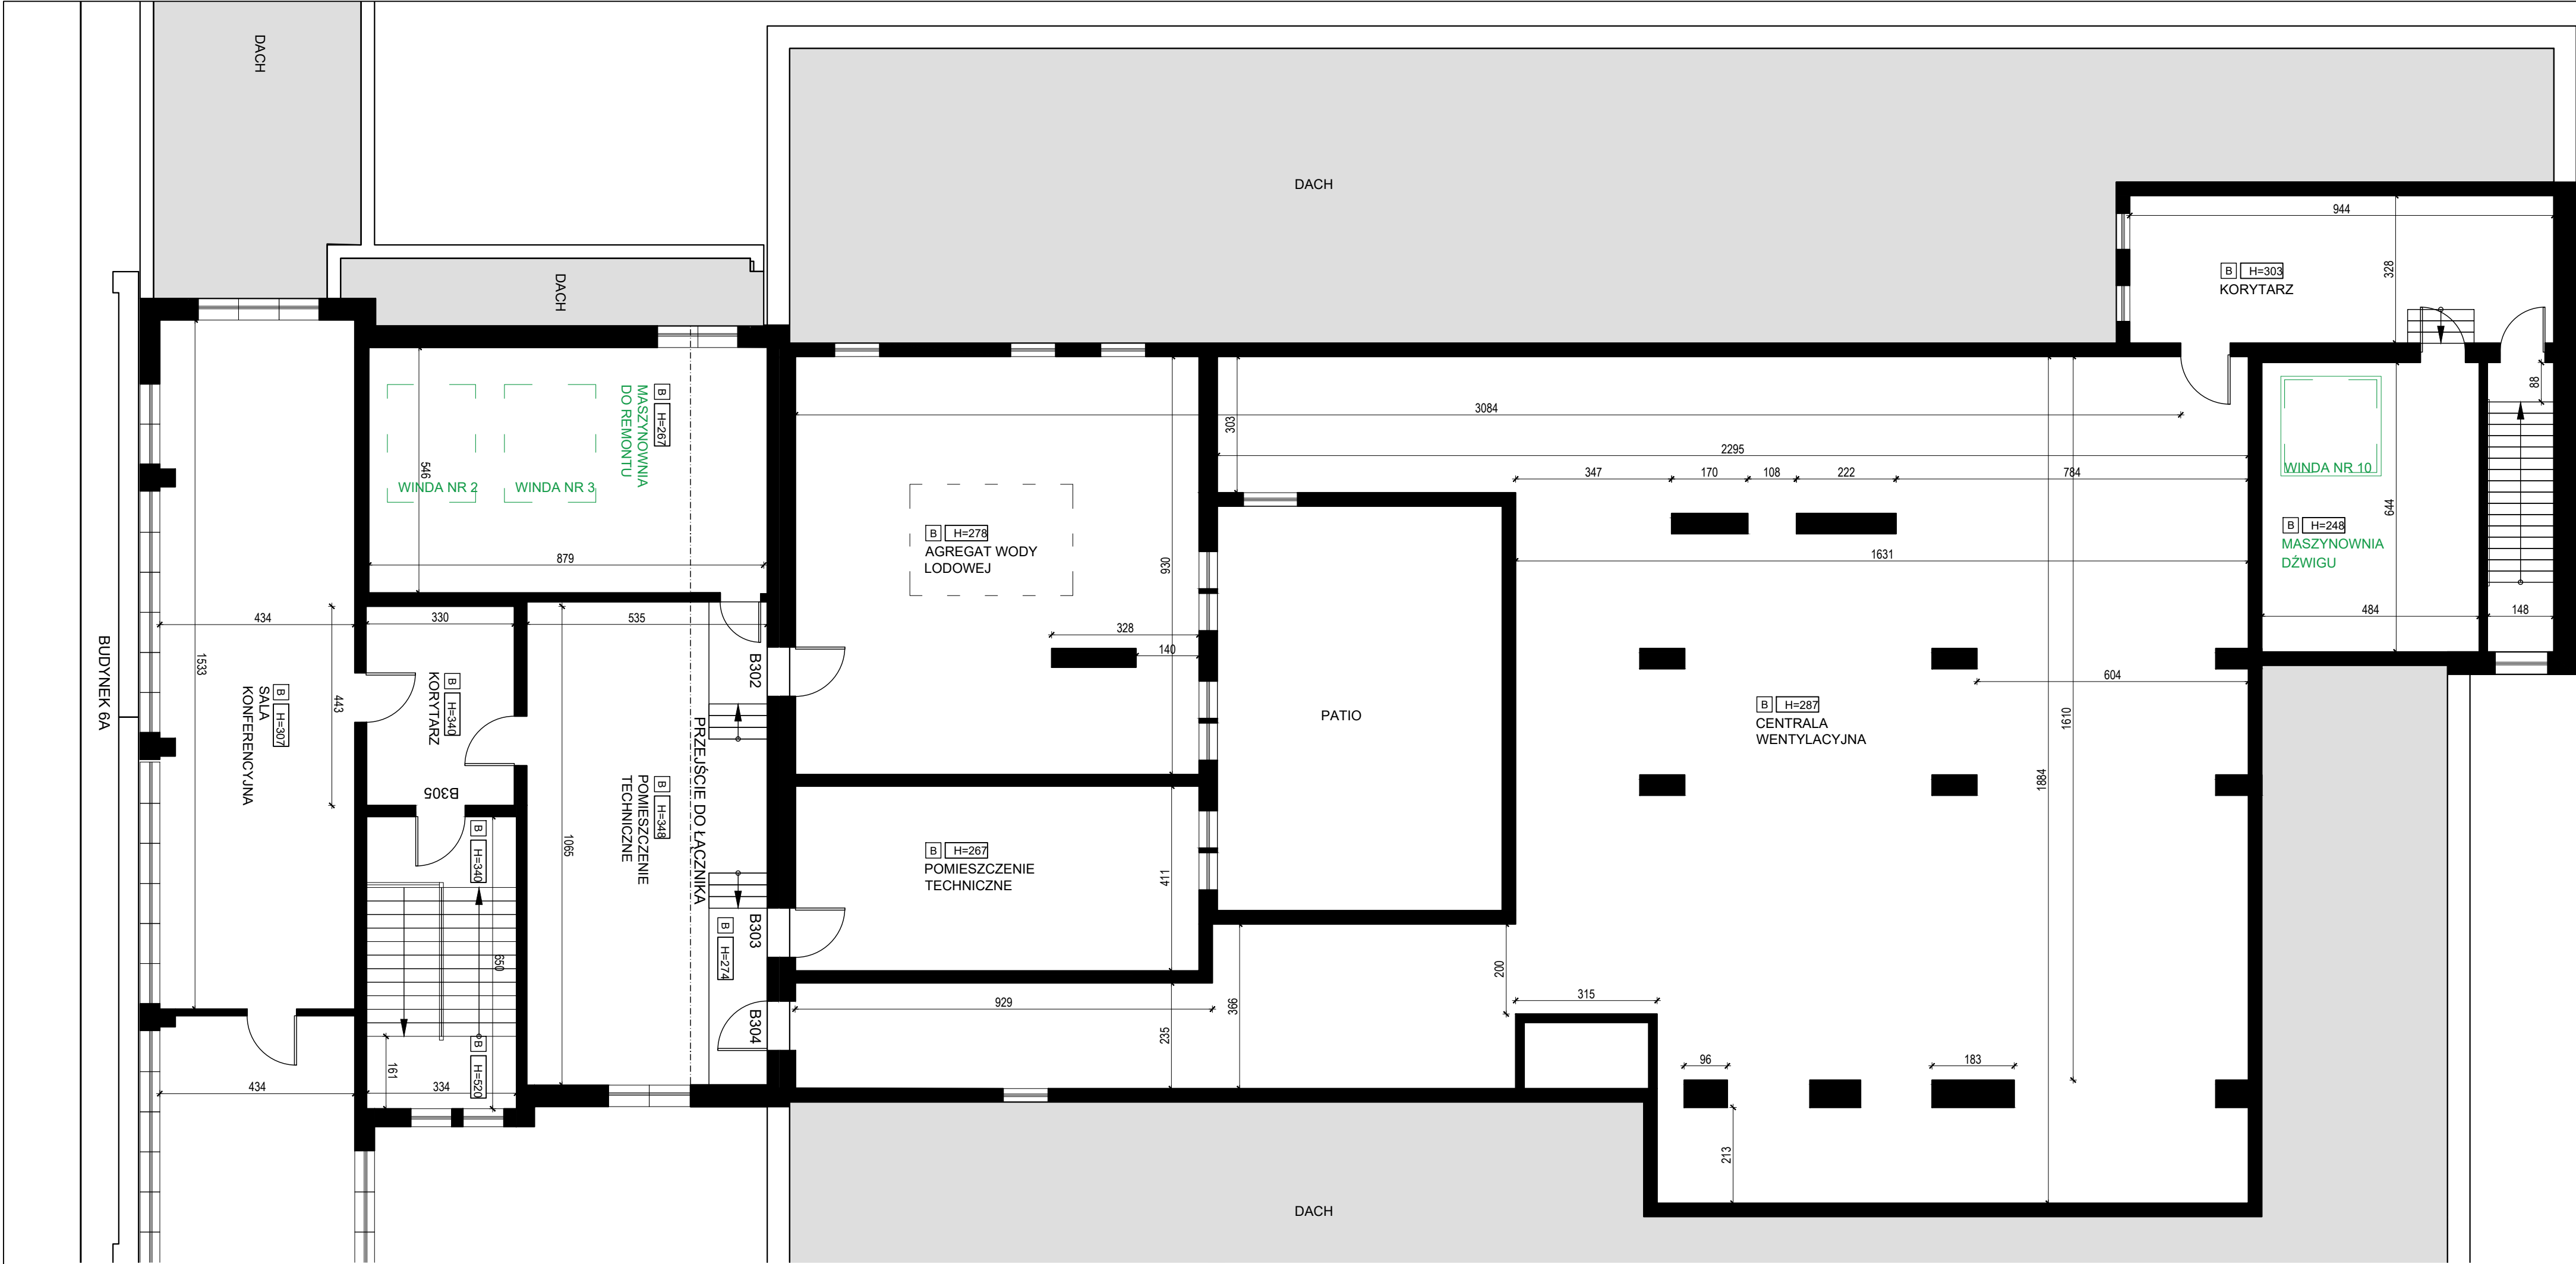 DACH
DACH
DACH
944
328
B H=303
KORYTARZ
88
B H=267
MASZYNOWNIA
DO REMONTU
546
WINDA NR 2
WINDA NR 3
879
3084
303
2295
347
170
108
222
784
WINDA NR 10
644
B H=248
MASZYNOWNIA
DŹWIGU
484
148
B H=278
AGREGAT WODY
LODOWEJ
930
328
140
1631
604
1610
1884
PATIO
B H=287
CENTRALA
WENTYLACYJNA
BUDYNEK 6A
434
1533
443
B H=307
SALA
KONFERENCYJNA
330
B H=340
KORYTARZ
B305
535
B302
PRZEJŚCIE DO ŁĄCZNIKA
B H=348
POMIESZCZENIE
TECHNICZNE
1065
B H=340
650
B H=520
161
334
434
B303
B H=274
B304
B H=267
POMIESZCZENIE
TECHNICZNE
411
929
235
366
200
315
96
183
213
DACH